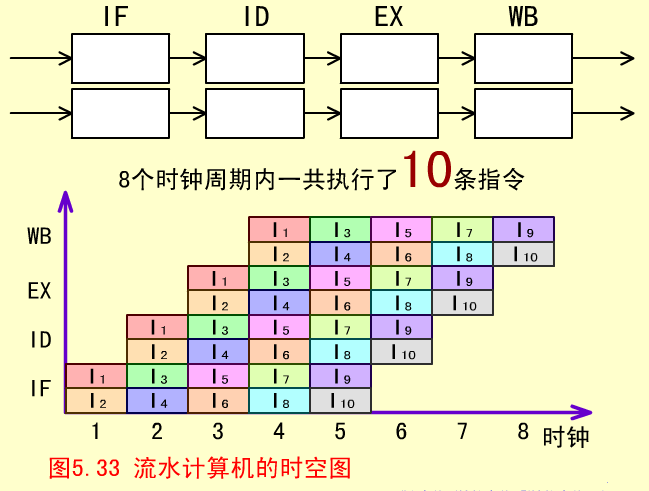 IF ID EX WB
8个时钟周期内一共执行了10条指令
WB I1 I3 I5 I7 I9
I2 I4 I6 I8 I10
EX I1 I3 I5 I7 I9
I2 I4 I6 I8 I10
ID I1 I3 I5 I7 I9
I2 I4 I6 I8 I10
IF I1 I3 I5 I7 I9
I2 I4 I6 I8 I10
1 2 3 4 5 6 7 8 时钟
图5.33 流水计算机的时空图